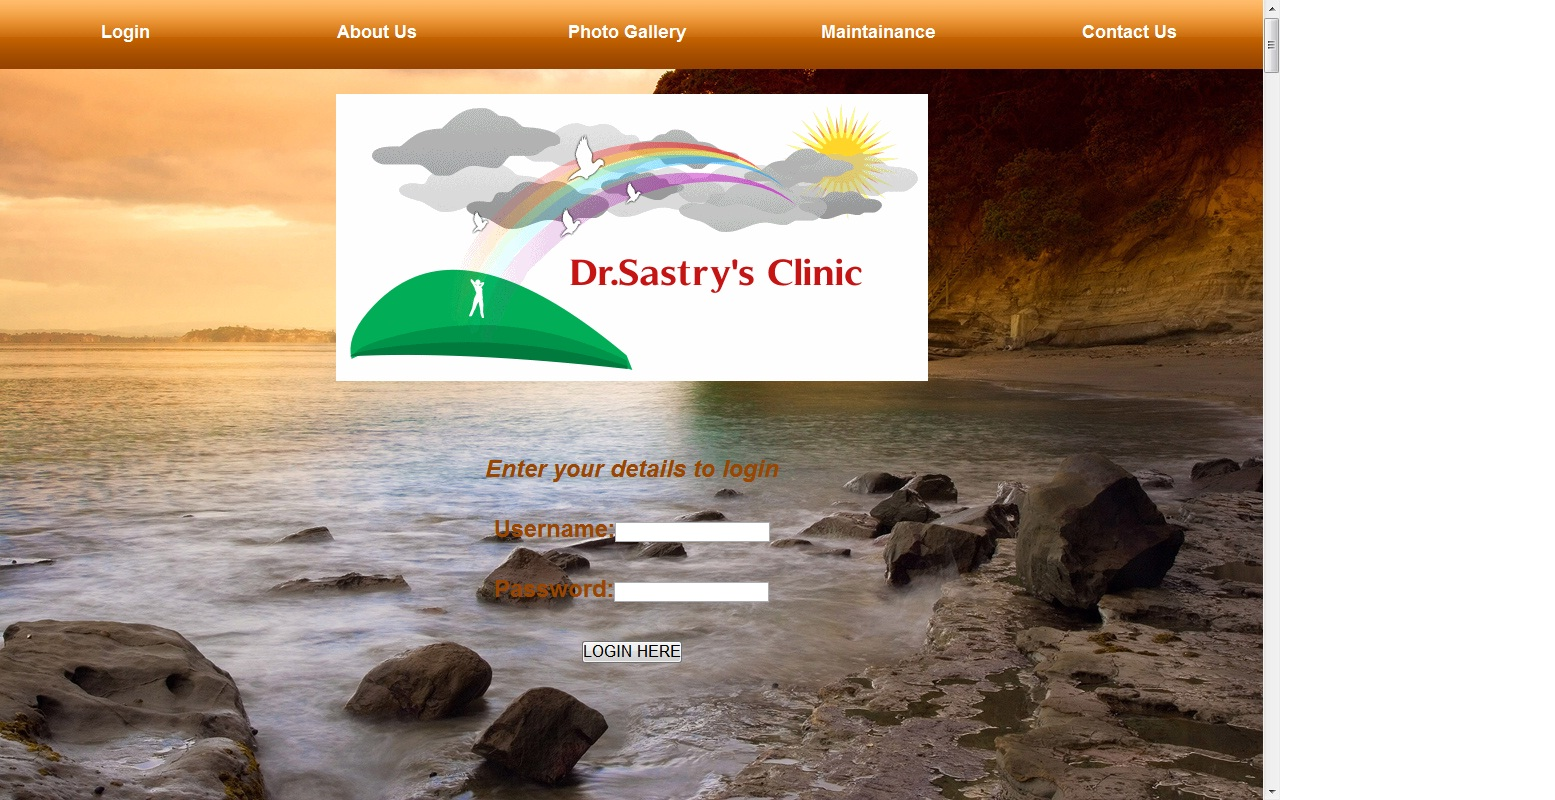 Login About Us Photo Gallery Maintainance Contact Us
Dr.Sastry's Clinic
Enter your details to login
Username:
Password:
LOGIN HERE